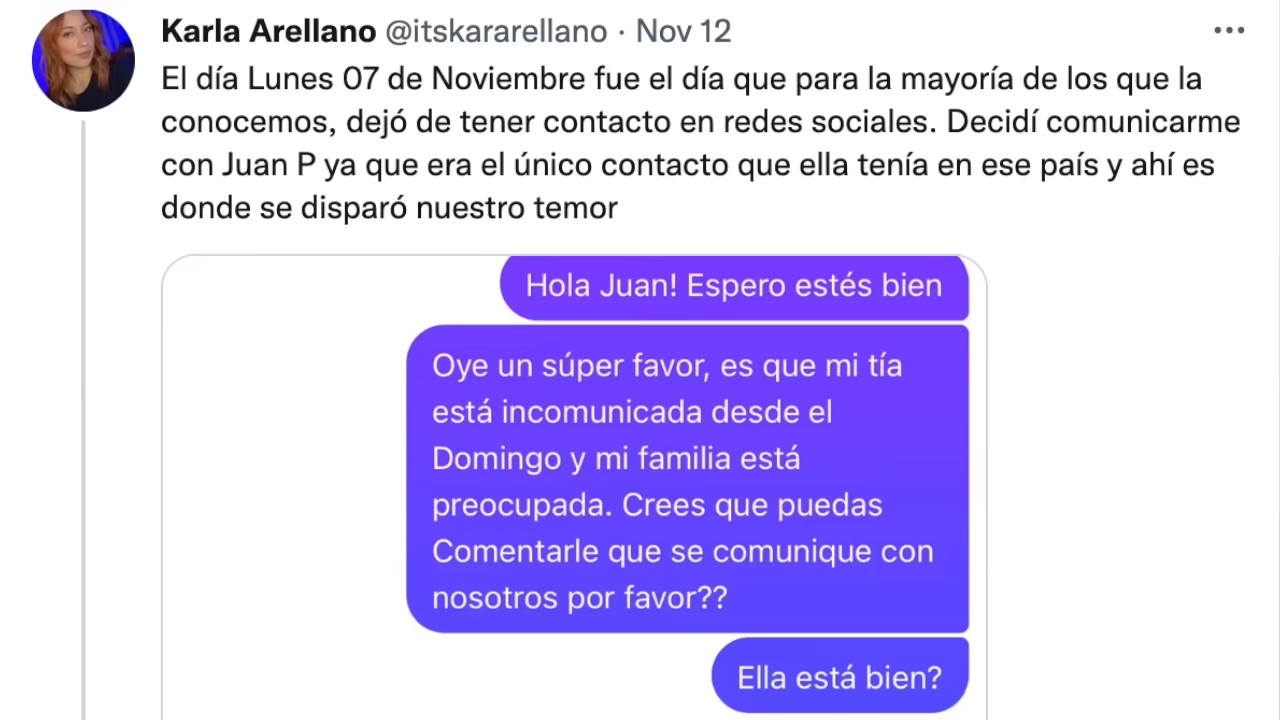 Karla Arellano @itskararellano · Nov 12
El día Lunes 07 de Noviembre fue el día que para la mayoría de los que la
conocemos, dejó de tener contacto en redes sociales. Decidí comunicarme
con Juan P ya que era el único contacto que ella tenía en ese país y ahí es
donde se disparó nuestro temor
Hola Juan! Espero estés bien
Oye un súper favor, es que mi tía
está incomunicada desde el
Domingo y mi familia está
preocupada. Crees que puedas
Comentarle que se comunique con
nosotros por favor??
Ella está bien?